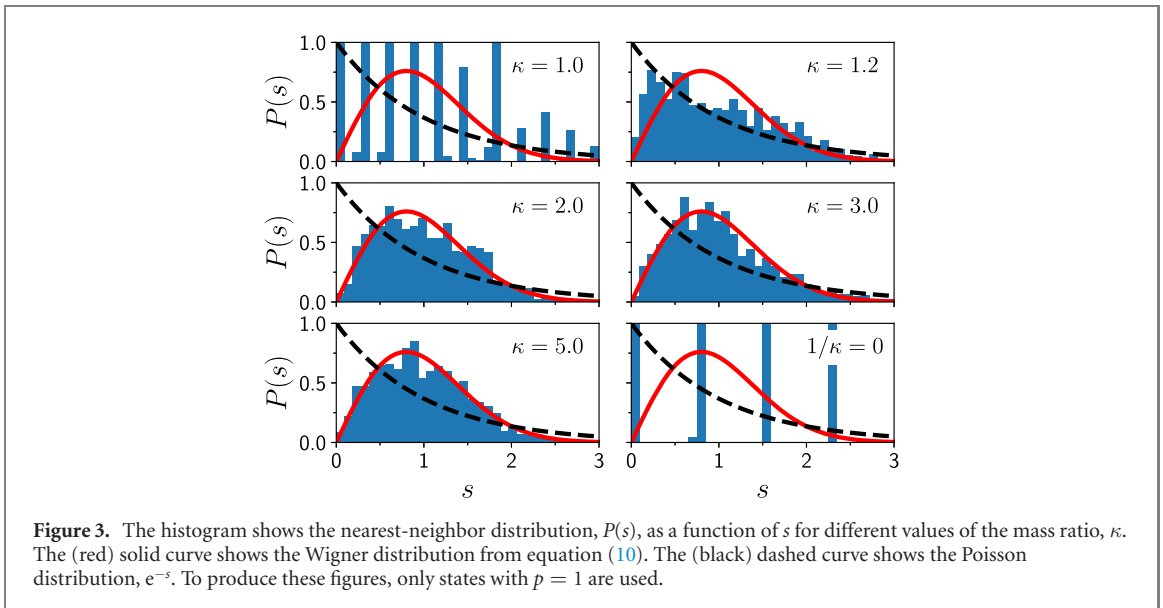 1.0
0.5
0.0
P(s)
κ = 1.0
κ = 1.2
1.0
0.5
0.0
P(s)
κ = 2.0
κ = 3.0
1.0
0.5
0.0
P(s)
κ = 5.0
1/κ = 0
0 1 2 3
0 1 2 3
s
s
Figure 3. The histogram shows the nearest-neighbor distribution, P(s), as a function of s for different values of the mass ratio, κ.
The (red) solid curve shows the Wigner distribution from equation (10). The (black) dashed curve shows the Poisson
distribution, e⁻ˢ. To produce these figures, only states with p = 1 are used.